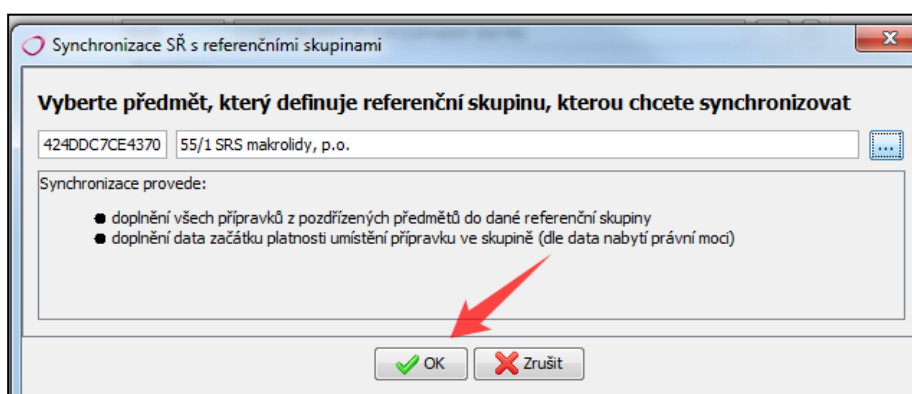 Synchronizace SŘ s referenčními skupinami
Vyberte předmět, který definuje referenční skupinu, kterou chcete synchronizovat
424DDC7CE4370 55/1 SRS makrolidy, p.o. ...
Synchronizace provede:
doplnění všech přípravků z pozdřízených předmětů do dané referenční skupiny
doplnění data začátku platnosti umístění přípravku ve skupině (dle data nabytí právní moci)
OK Zrušit